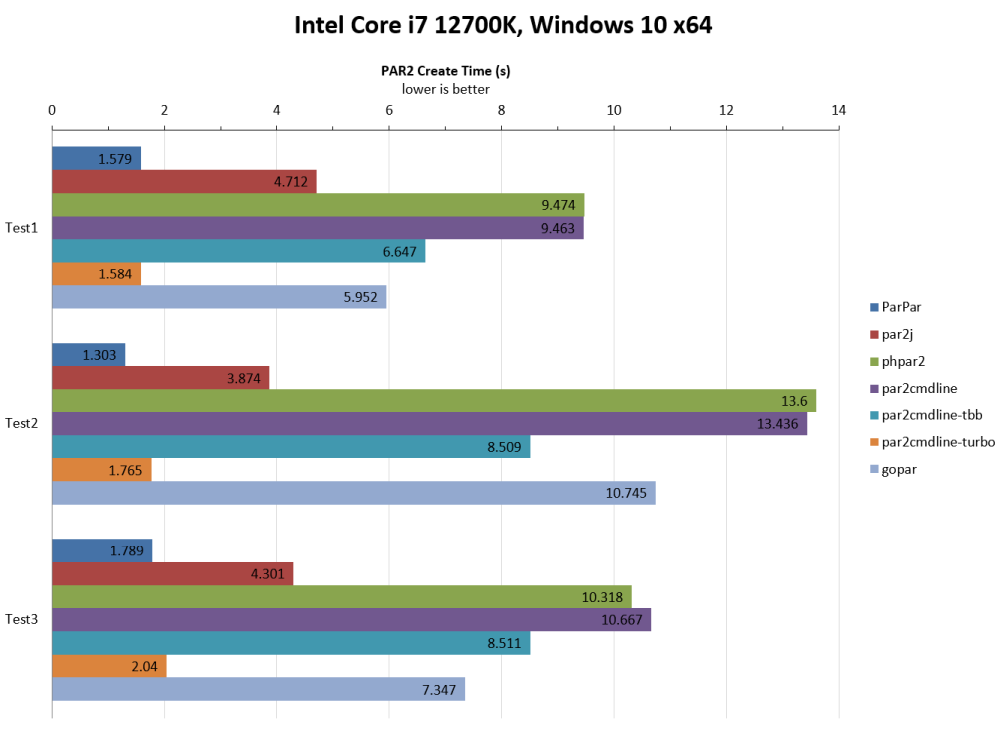 Intel Core i7 12700K, Windows 10 x64
PAR2 Create Time (s)
lower is better
0 2 4 6 8 10 12 14
Test1
1.579
4.712
9.474
9.463
6.647
1.584
5.952
Test2
1.303
3.874
13.6
13.436
8.509
1.765
10.745
Test3
1.789
4.301
10.318
10.667
8.511
2.04
7.347
ParPar
par2j
phpar2
par2cmdline
par2cmdline-tbb
par2cmdline-turbo
gopar